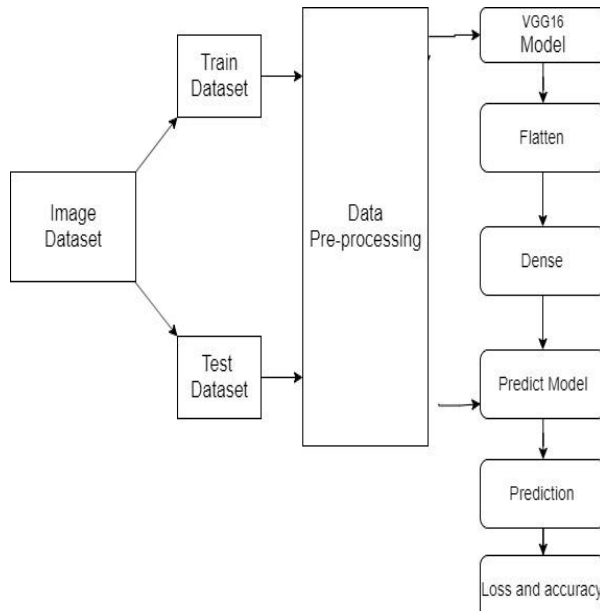 Image
Dataset
Train
Dataset
Test
Dataset
Data
Pre-processing
VGG16
Model
Flatten
Dense
Predict Model
Prediction
Loss and accuracy